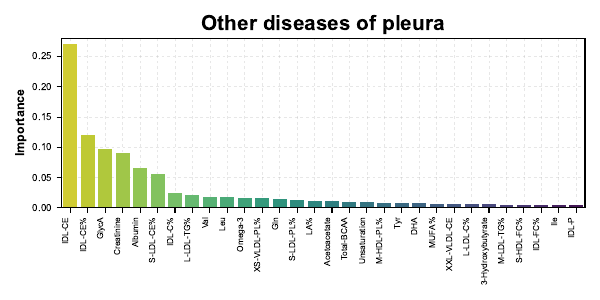 Other diseases of pleura
Importance
0.25
0.20
0.15
0.10
0.05
0.00
IDL-CE
IDL-CE%
GlycA
Creatinine
Albumin
S-LDL-CE%
IDL-C%
L-LDL-TG%
Val
Leu
Omega-3
XS-VLDL-PL%
Gln
S-LDL-PL%
LA%
Acetoacetate
Total-BCAA
Unsaturation
M-HDL-PL%
Tyr
DHA
MUFA%
XXL-VLDL-CE
L-LDL-C%
3-Hydroxybutyrate
M-LDL-TG%
S-HDL-FC%
IDL-FC%
Ile
IDL-P